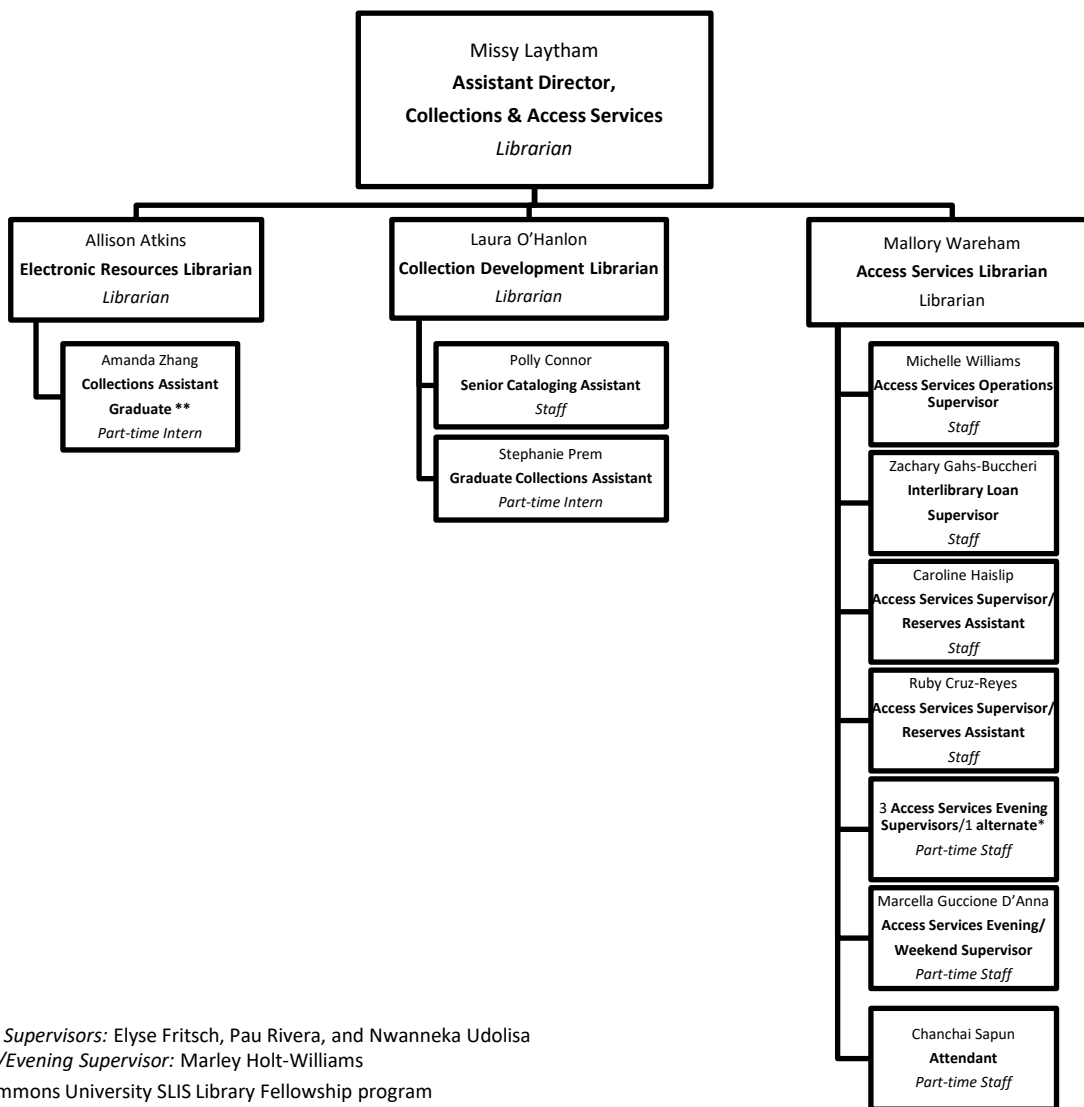 Missy Laytham
Assistant Director,
Collections & Access Services
Librarian
Allison Atkins
Electronic Resources Librarian
Librarian
Amanda Zhang
Collections Assistant
Graduate **
Part-time Intern
Laura O’Hanlon
Collection Development Librarian
Librarian
Polly Connor
Senior Cataloging Assistant
Staff
Stephanie Prem
Graduate Collections Assistant
Part-time Intern
Mallory Wareham
Access Services Librarian
Librarian
Michelle Williams
Access Services Operations
Supervisor
Staff
Zachary Gahs-Buccheri
Interlibrary Loan
Supervisor
Staff
Caroline Haislip
Access Services Supervisor/
Reserves Assistant
Staff
Ruby Cruz-Reyes
Access Services Supervisor/
Reserves Assistant
Staff
3 Access Services Evening
Supervisors/1 alternate*
Part-time Staff
Marcella Guccione D’Anna
Access Services Evening/
Weekend Supervisor
Part-time Staff
Chanchai Sapun
Attendant
Part-time Staff
Supervisors: Elyse Fritsch, Pau Rivera, and Nwanneka Udolisa
/Evening Supervisor: Marley Holt-Williams
University SLIS Library Fellowship program